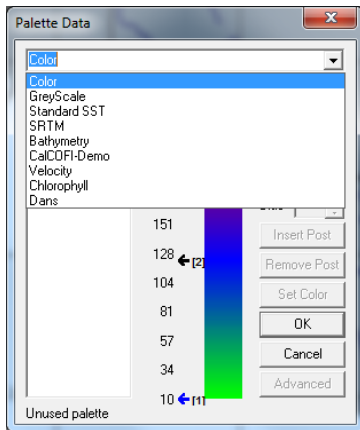 Palette Data
Color
Color
GreyScale
Standard SST
SRTM
Bathymetry
CalCOFI-Demo
Velocity
Chlorophyll
Dans
151
Insert Post
128
[2]
Remove Post
104
Set Color
81
OK
57
Cancel
34
Advanced
10
[1]
Unused palette